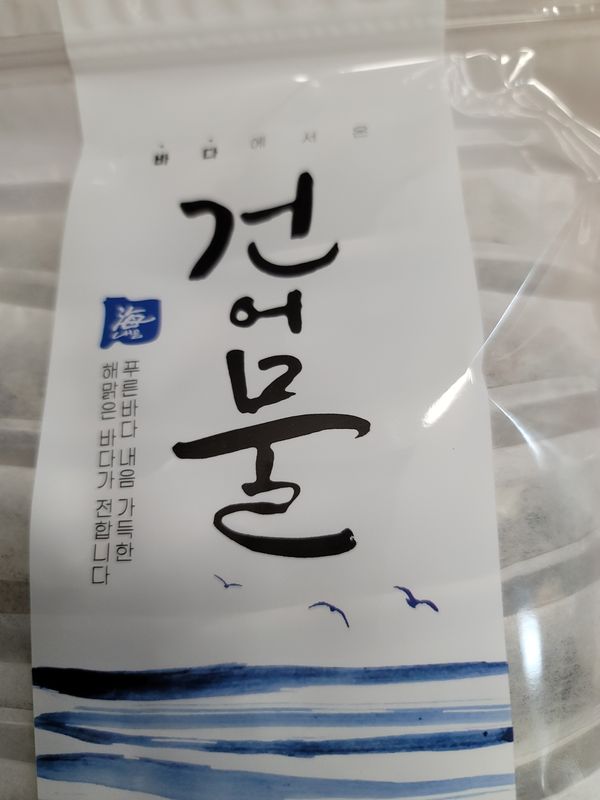 바다에서온
건어물
海
푸른바다 내음 가득한
해맑은 바다가 전합니다